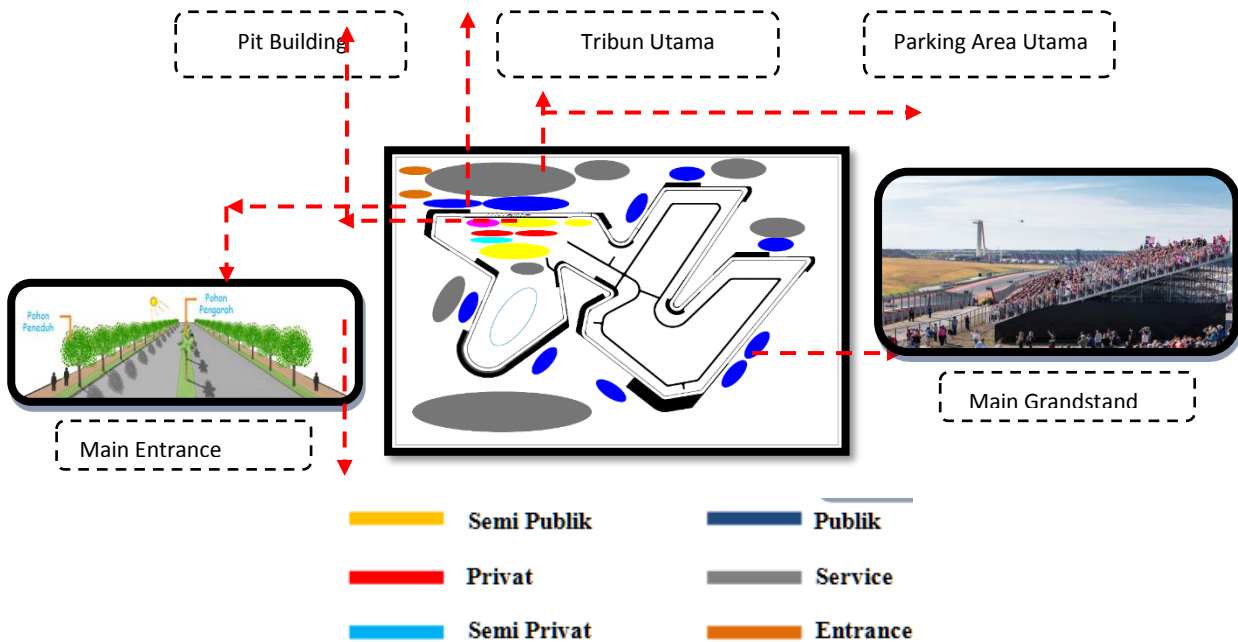 Pit Building
Tribun Utama
Parking Area Utama
Pohon
Peneduh
Pohon
Pengarah
Main Entrance
Main Grandstand
Semi Publik
Publik
Privat
Service
Semi Privat
Entrance